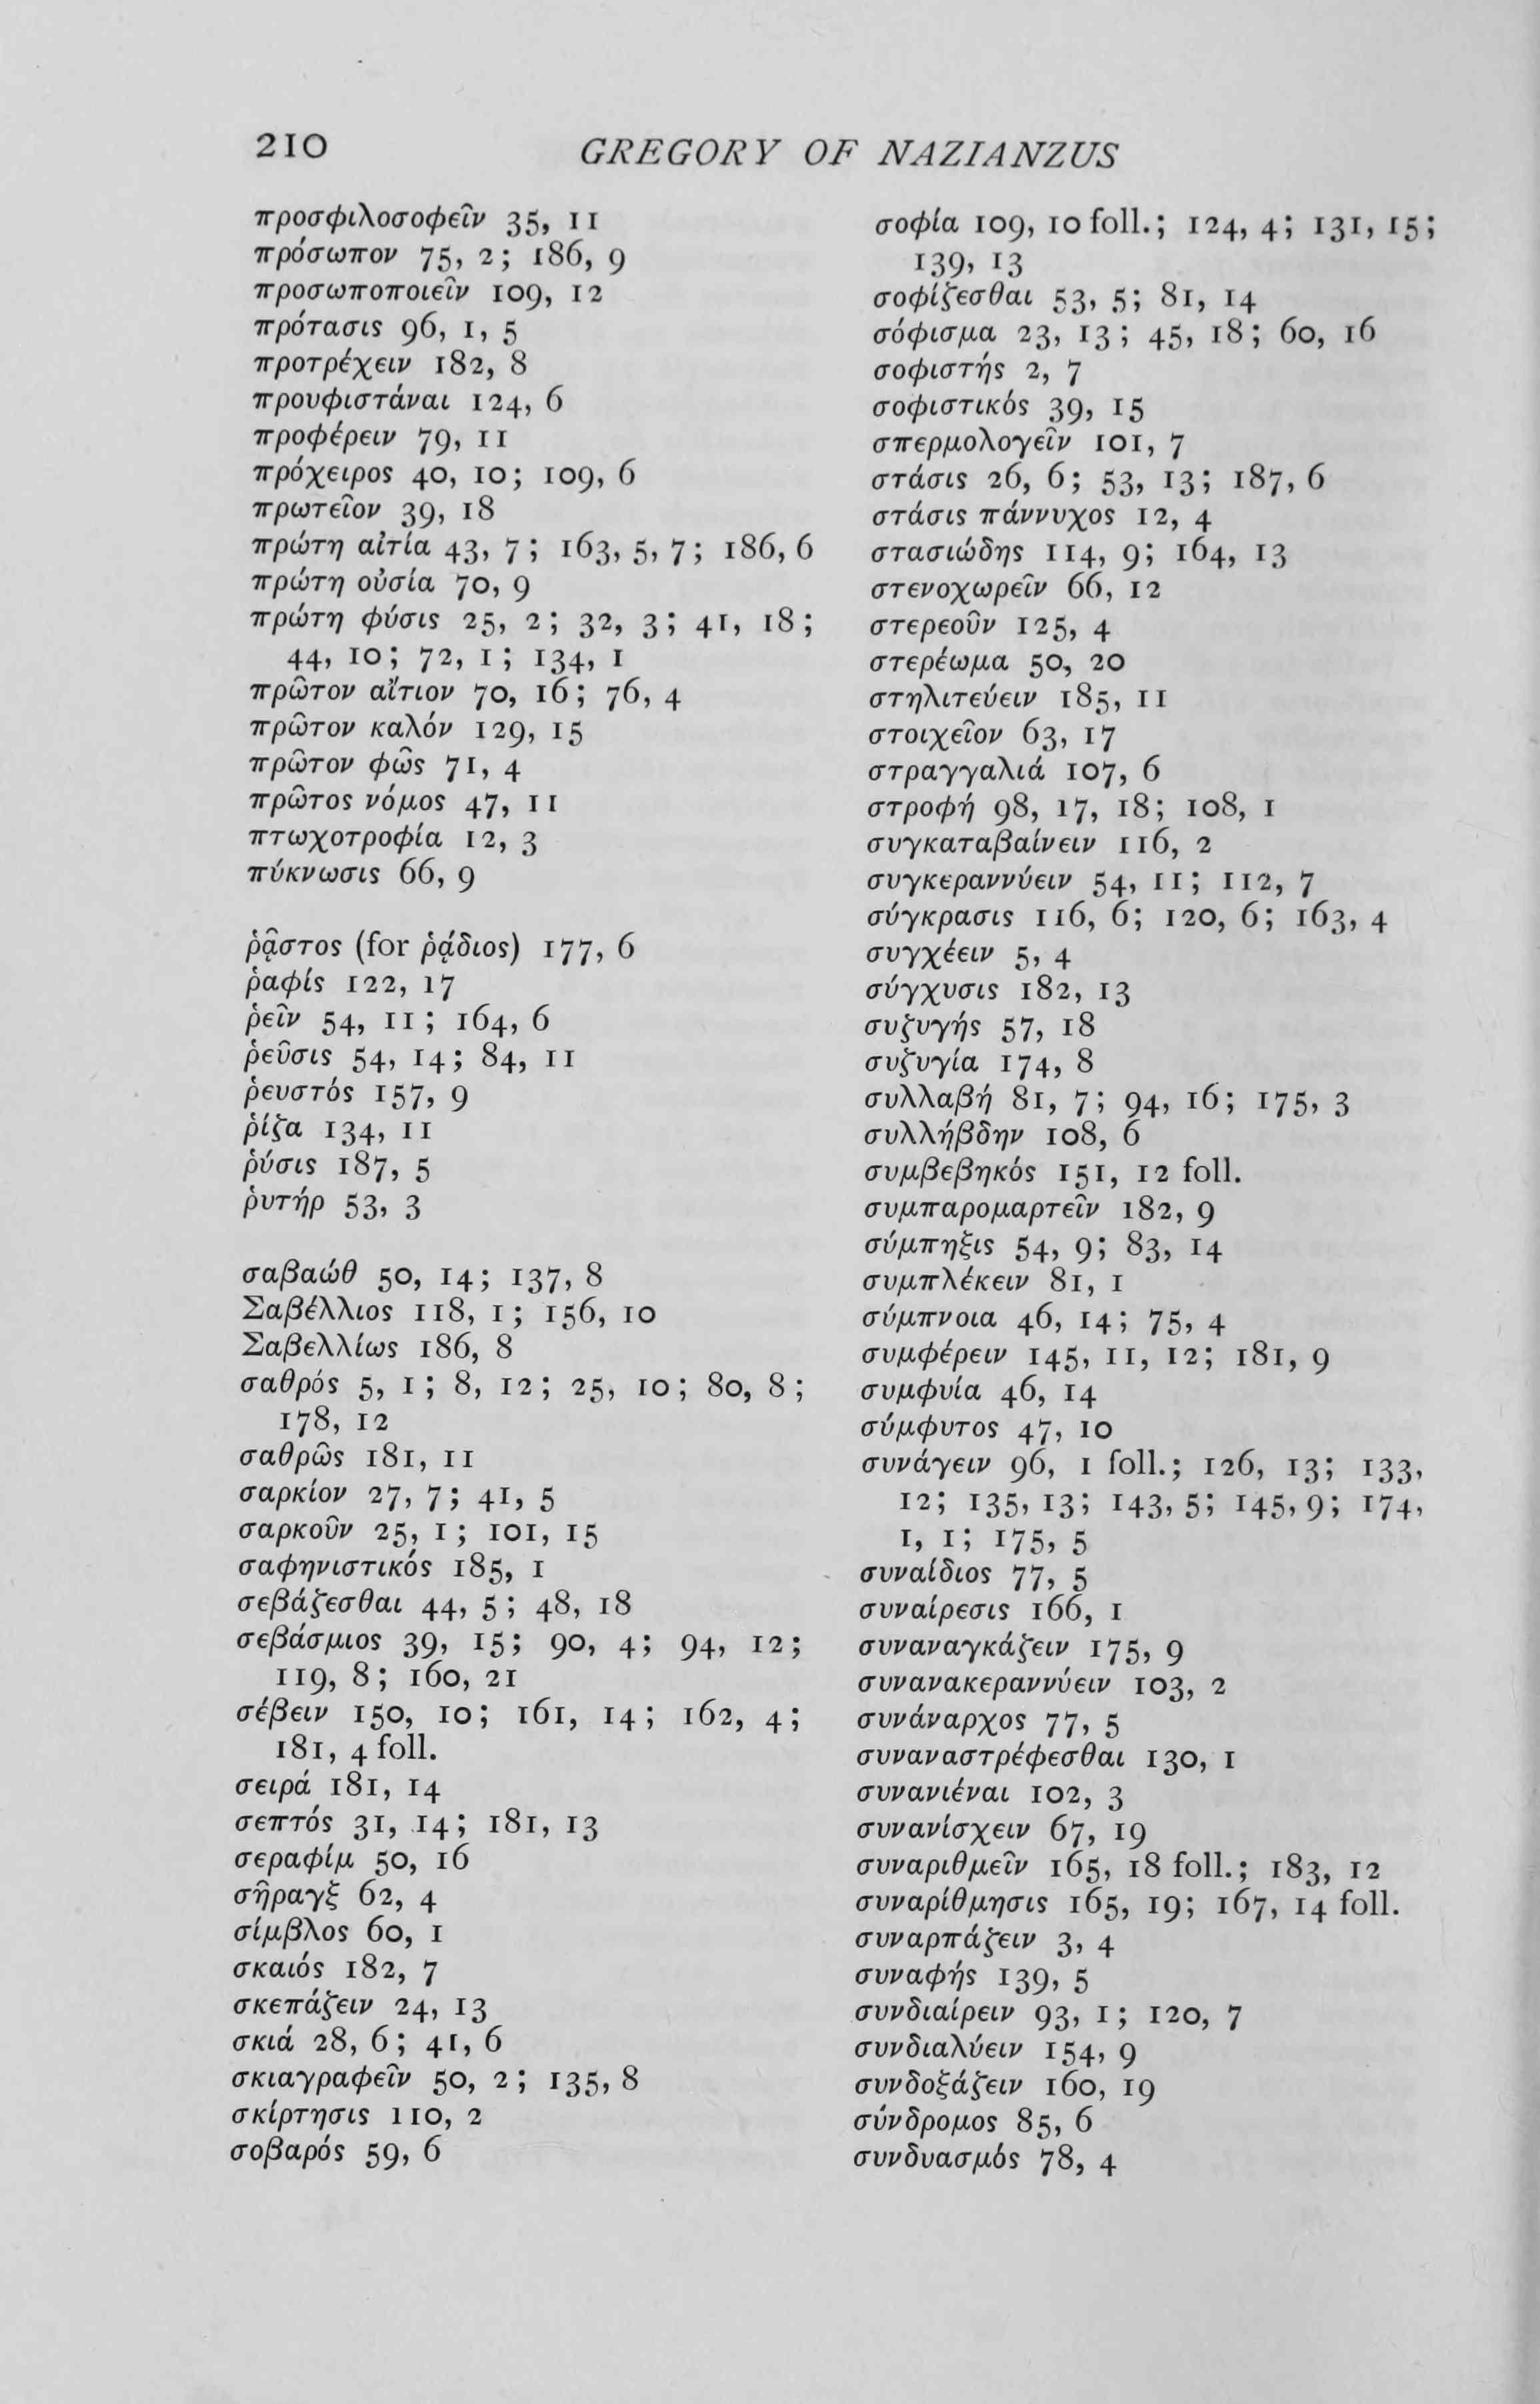 210
GREGORY OF NAZIANZUS
προσφιλοσοφεῖν 35, 11
πρόσωπον 75, 2; 186, 9
προσωποποιεῖν 109, 12
πρότασις 96, 1, 5
προτρέχειν 182, 8
προυφιστάναι 124, 6
προφέρειν 79, 11
πρόχειρος 40, 10; 109, 6
πρωτεῖον 39, 18
πρώτη αἰτία 43, 7; 163, 5, 7; 186, 6
πρώτη οὐσία 70, 9
πρώτη φύσις 25, 2; 32, 3; 41, 18;
44, 10; 72, 1; 134, 1
πρῶτον αἴτιον 70, 16; 76, 4
πρῶτον καλόν 129, 15
πρῶτον φῶς 71, 4
πρῶτος νόμος 47, 11
πτωχοτροφία 12, 3
πύκνωσις 66, 9
ῥᾷστος (for ῥᾴδιος) 177, 6
ῥαφίς 122, 17
ῥεῖν 54, 11; 164, 6
ῥεῦσις 54, 14; 84, 11
ῥευστός 157, 9
ῥίζα 134, 11
ῥύσις 187, 5
ῥυτήρ 53, 3
σαβαώθ 50, 14; 137, 8
Σαβέλλιος 118, 1; 156, 10
Σαβελλίως 186, 8
σαθρός 5, 1; 8, 12; 25, 10; 80, 8;
178, 12
σαθρῶς 181, 11
σαρκίον 27, 7; 41, 5
σαρκοῦν 25, 1; 101, 15
σαφηνιστικός 185, 1
σεβάζεσθαι 44, 5; 48, 18
σεβάσμιος 39, 15; 90, 4; 94, 12;
119, 8; 160, 21
σέβειν 150, 10; 161, 14; 162, 4;
181, 4 foll.
σειρά 181, 14
σεπτός 31, 14; 181, 13
σεραφίμ 50, 16
σῆραγξ 62, 4
σίμβλος 60, 1
σκαιός 182, 7
σκεπάζειν 24, 13
σκιά 28, 6; 41, 6
σκιαγραφεῖν 50, 2; 135, 8
σκίρτησις 110, 2
σοβαρός 59, 6
σοφία 109, 10 foll.; 124, 4; 131, 15;
139, 13
σοφίζεσθαι 53, 5; 81, 14
σόφισμα 23, 13; 45, 18; 60, 16
σοφιστής 2, 7
σοφιστικός 39, 15
σπερμολογεῖν 101, 7
στάσις 26, 6; 53, 13; 187, 6
στάσις πάννυχος 12, 4
στασιώδης 114, 9; 164, 13
στενοχωρεῖν 66, 12
στερεοῦν 125, 4
στερέωμα 50, 20
στηλιτεύειν 185, 11
στοιχεῖον 63, 17
στραγγαλιά 107, 6
στροφή 98, 17, 18; 108, 1
συγκαταβαίνειν 116, 2
συγκεραννύειν 54, 11; 112, 7
σύγκρασις 116, 6; 120, 6; 163, 4
συγχέειν 5, 4
σύγχυσις 182, 13
συζυγής 57, 18
συζυγία 174, 8
συλλαβή 81, 7; 94, 16; 175, 3
συλλήβδην 108, 6
συμβεβηκός 151, 12 foll.
συμπαρομαρτεῖν 182, 9
σύμπηξις 54, 9; 83, 14
συμπλέκειν 81, 1
σύμπνοια 46, 14; 75, 4
συμφέρειν 145, 11, 12; 181, 9
συμφυία 46, 14
σύμφυτος 47, 10
συνάγειν 96, 1 foll.; 126, 13; 133,
12; 135, 13; 143, 5; 145, 9; 174,
1, 1; 175, 5
συναίδιος 77, 5
συναίρεσις 166, 1
συναναγκάζειν 175, 9
συνανακεραννύειν 103, 2
συνάναρχος 77, 5
συναναστρέφεσθαι 130, 1
συνανιέναι 102, 3
συνανίσχειν 67, 19
συναριθμεῖν 165, 18 foll.; 183, 12
συναρίθμησις 165, 19; 167, 14 foll.
συναρπάζειν 3, 4
συναφής 139, 5
συνδιαίρειν 93, 1; 120, 7
συνδιαλύειν 154, 9
συνδοξάζειν 160, 19
σύνδρομος 85, 6
συνδυασμός 78, 4